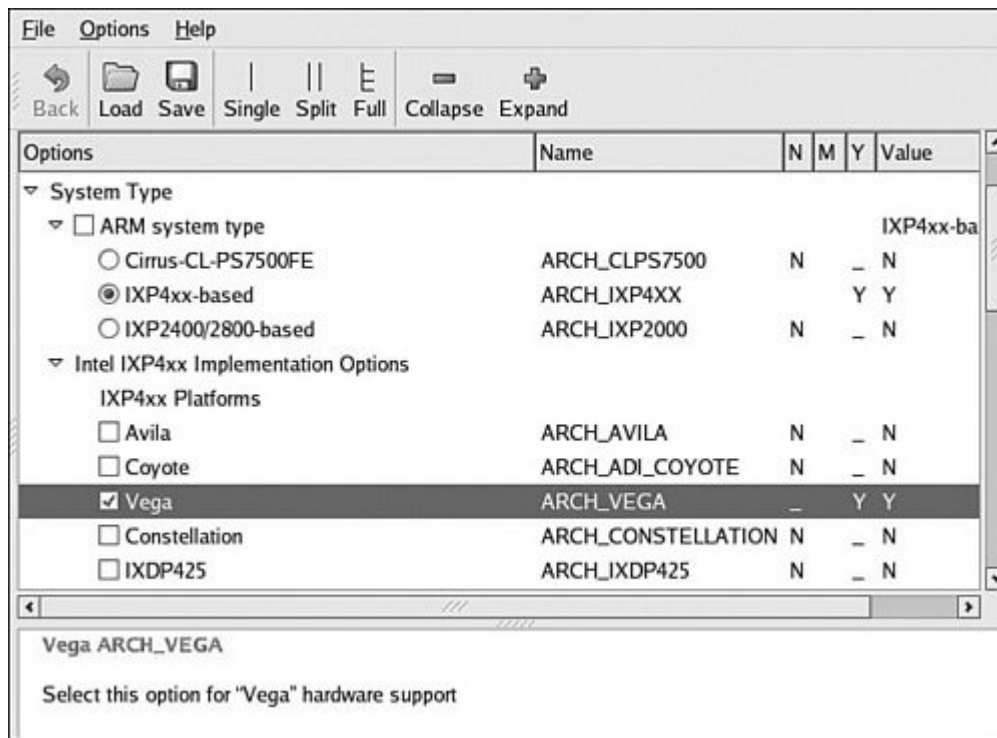 File Options Help
Back Load Save Single Split Full Collapse Expand
Options Name N M Y Value
System Type
ARM system type IXP4xx-ba
Cirrus-CL-PS7500FE ARCH_CLPS7500 N _ N
IXP4xx-based ARCH_IXP4XX Y Y
IXP2400/2800-based ARCH_IXP2000 N _ N
Intel IXP4xx Implementation Options
IXP4xx Platforms
Avila ARCH_AVILA N _ N
Coyote ARCH_ADI_COYOTE N _ N
Vega ARCH_VEGA _ Y Y
Constellation ARCH_CONSTELLATION N _ N
IXDP425 ARCH_IXDP425 N _ N
Vega ARCH_VEGA
Select this option for "Vega" hardware support